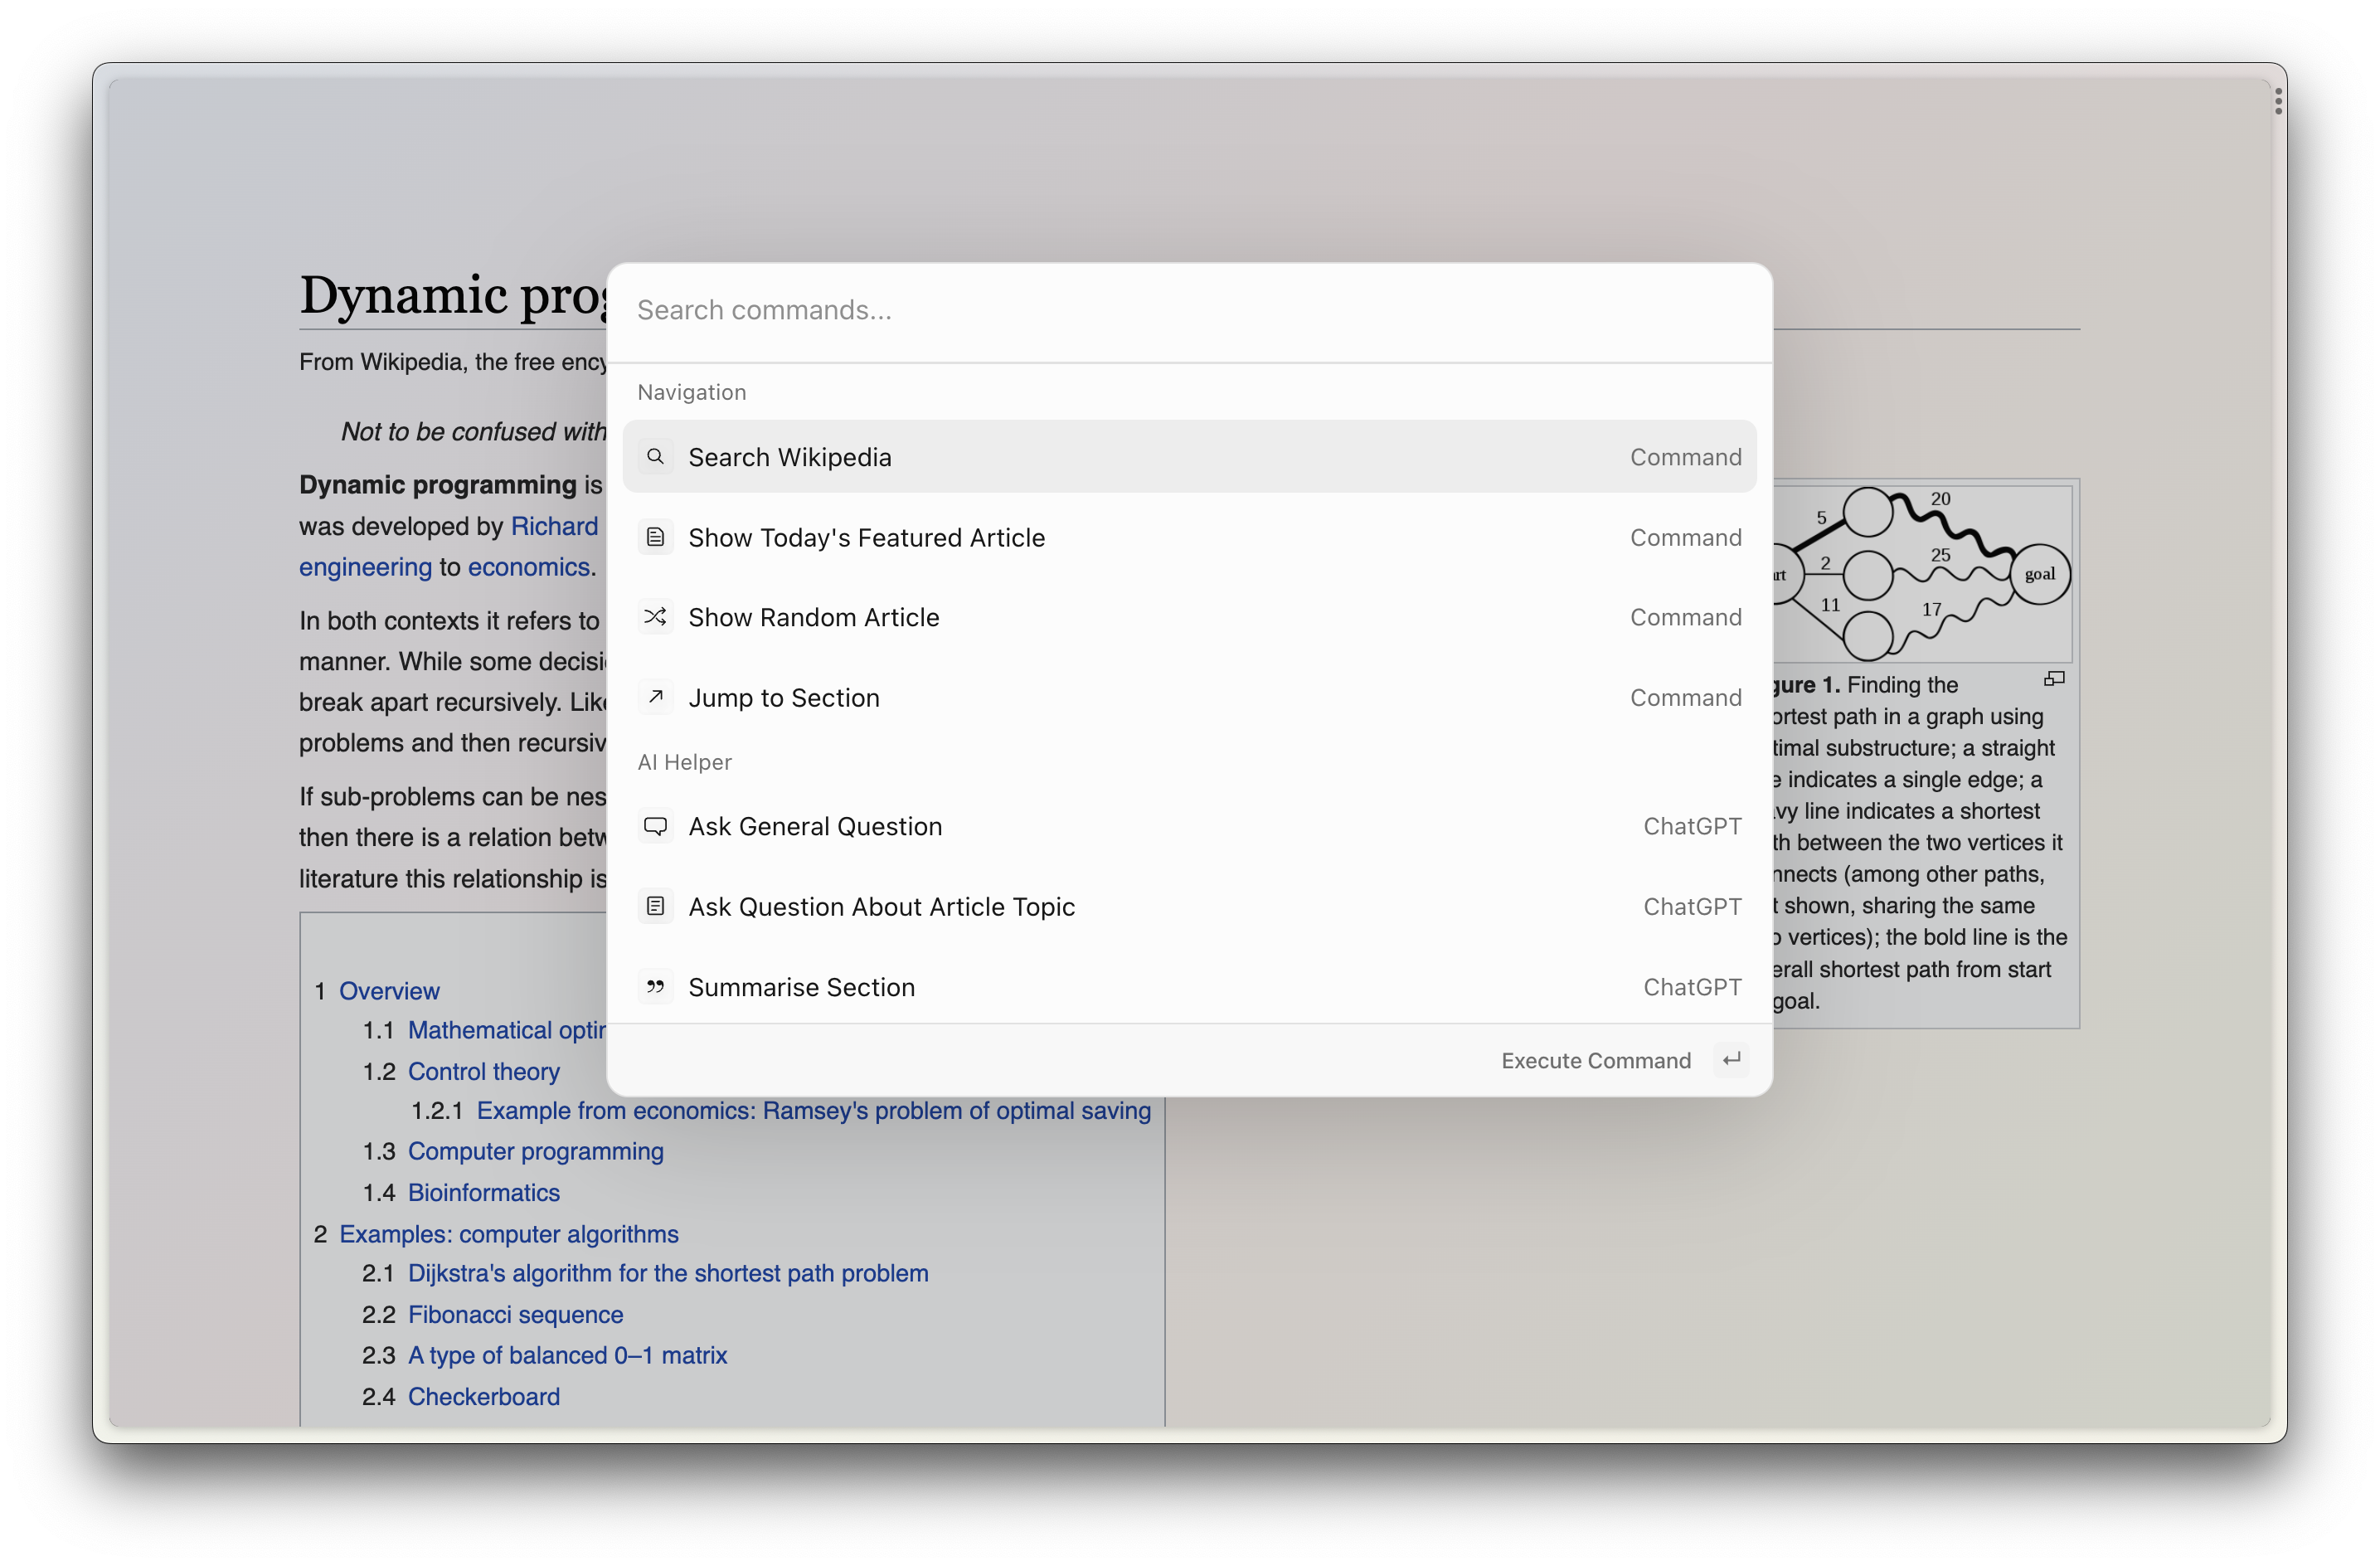 Dynamic prog
From Wikipedia, the free ency
Not to be confused with
Dynamic programming is
was developed by Richard
engineering to economics.
In both contexts it refers to
manner. While some decisi
break apart recursively. Like
problems and then recursiv
If sub-problems can be nes
then there is a relation betw
literature this relationship is
1 Overview
1.1 Mathematical optim
1.2 Control theory
1.2.1 Example from economics: Ramsey's problem of optimal saving
1.3 Computer programming
1.4 Bioinformatics
2 Examples: computer algorithms
2.1 Dijkstra's algorithm for the shortest path problem
2.2 Fibonacci sequence
2.3 A type of balanced 0–1 matrix
2.4 Checkerboard
Search commands...
Navigation
Search Wikipedia Command
Show Today's Featured Article Command
Show Random Article Command
Jump to Section Command
AI Helper
Ask General Question ChatGPT
Ask Question About Article Topic ChatGPT
Summarise Section ChatGPT
Execute Command
5 20
2 25
art goal
11 17
gure 1. Finding the
ortest path in a graph using
timal substructure; a straight
e indicates a single edge; a
avy line indicates a shortest
th between the two vertices it
nnects (among other paths,
t shown, sharing the same
o vertices); the bold line is the
erall shortest path from start
goal.